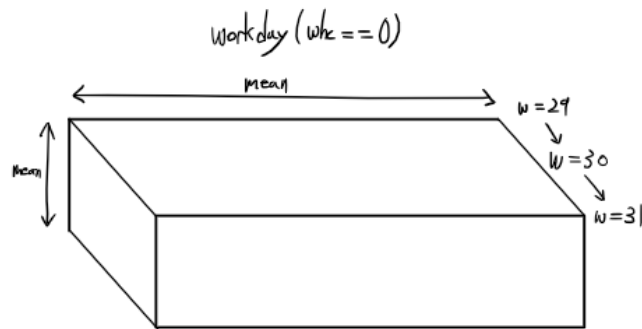 workday (whc == 0)
mean
w=29
mean
w=30
w=31